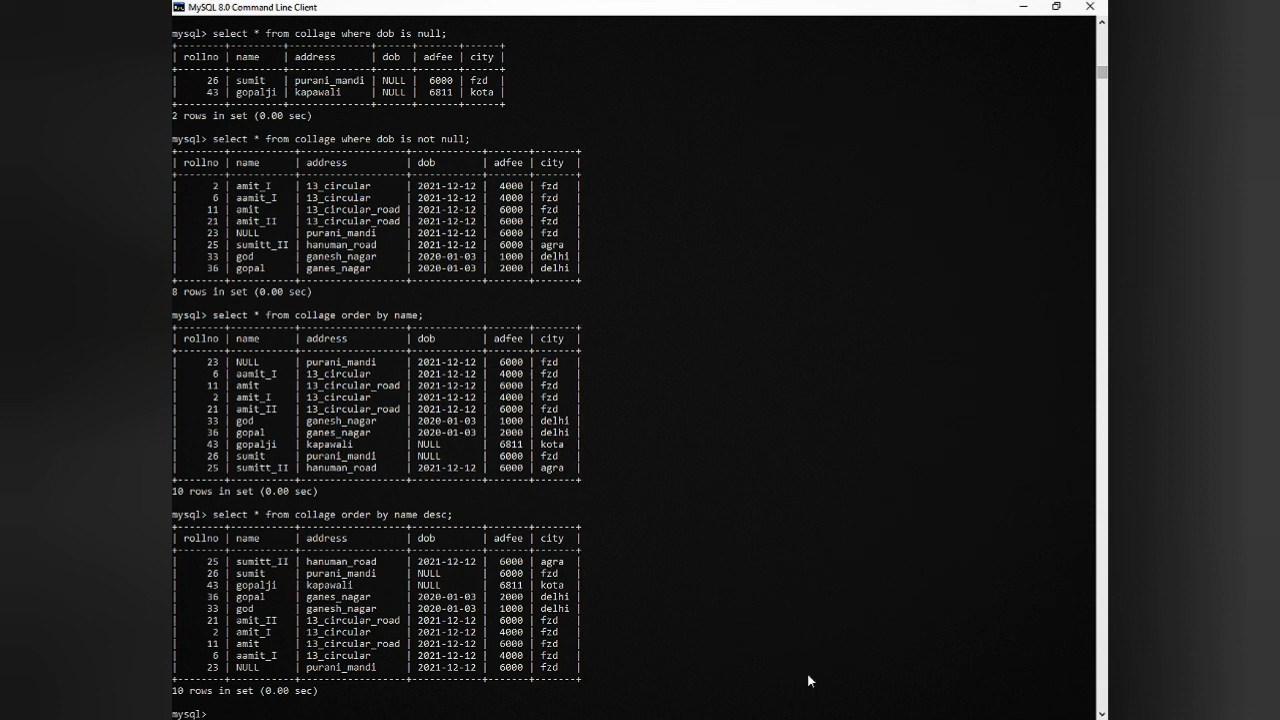 MySQL 8.0 Command Line Client
mysql> select * from collage where dob is null;
+--------+----------+--------------+------+-------+------+
| rollno | name     | address      | dob  | adfee | city |
+--------+----------+--------------+------+-------+------+
|     26 | sumit    | purani_mandi | NULL |  6000 | fzd  |
|     43 | gopalji  | kapawali     | NULL |  6811 | kota |
+--------+----------+--------------+------+-------+------+
2 rows in set (0.00 sec)
mysql> select * from collage where dob is not null;
+--------+-----------+------------------+------------+-------+-------+
| rollno | name      | address          | dob        | adfee | city  |
+--------+-----------+------------------+------------+-------+-------+
|      2 | amit_I    | 13_circular      | 2021-12-12 |  4000 | fzd   |
|      6 | aamit_I   | 13_circular      | 2021-12-12 |  4000 | fzd   |
|     11 | amit      | 13_circular_road | 2021-12-12 |  6000 | fzd   |
|     21 | amit_II   | 13_circular_road | 2021-12-12 |  6000 | fzd   |
|     23 | NULL      | purani_mandi     | 2021-12-12 |  6000 | fzd   |
|     25 | sumitt_II | hanuman_road     | 2021-12-12 |  6000 | agra  |
|     33 | god       | ganesh_nagar     | 2020-01-03 |  1000 | delhi |
|     36 | gopal     | ganes_nagar      | 2020-01-03 |  2000 | delhi |
+--------+-----------+------------------+------------+-------+-------+
8 rows in set (0.00 sec)
mysql> select * from collage order by name;
+--------+-----------+------------------+------------+-------+-------+
| rollno | name      | address          | dob        | adfee | city  |
+--------+-----------+------------------+------------+-------+-------+
|     23 | NULL      | purani_mandi     | 2021-12-12 |  6000 | fzd   |
|      6 | aamit_I   | 13_circular      | 2021-12-12 |  4000 | fzd   |
|     11 | amit      | 13_circular_road | 2021-12-12 |  6000 | fzd   |
|      2 | amit_I    | 13_circular      | 2021-12-12 |  4000 | fzd   |
|     21 | amit_II   | 13_circular_road | 2021-12-12 |  6000 | fzd   |
|     33 | god       | ganesh_nagar     | 2020-01-03 |  1000 | delhi |
|     36 | gopal     | ganes_nagar      | 2020-01-03 |  2000 | delhi |
|     43 | gopalji   | kapawali         | NULL       |  6811 | kota  |
|     26 | sumit     | purani_mandi     | NULL       |  6000 | fzd   |
|     25 | sumitt_II | hanuman_road     | 2021-12-12 |  6000 | agra  |
+--------+-----------+------------------+------------+-------+-------+
10 rows in set (0.00 sec)
mysql> select * from collage order by name desc;
+--------+-----------+------------------+------------+-------+-------+
| rollno | name      | address          | dob        | adfee | city  |
+--------+-----------+------------------+------------+-------+-------+
|     25 | sumitt_II | hanuman_road     | 2021-12-12 |  6000 | agra  |
|     26 | sumit     | purani_mandi     | NULL       |  6000 | fzd   |
|     43 | gopalji   | kapawali         | NULL       |  6811 | kota  |
|     36 | gopal     | ganes_nagar      | 2020-01-03 |  2000 | delhi |
|     33 | god       | ganesh_nagar     | 2020-01-03 |  1000 | delhi |
|     21 | amit_II   | 13_circular_road | 2021-12-12 |  6000 | fzd   |
|      2 | amit_I    | 13_circular      | 2021-12-12 |  4000 | fzd   |
|     11 | amit      | 13_circular_road | 2021-12-12 |  6000 | fzd   |
|      6 | aamit_I   | 13_circular      | 2021-12-12 |  4000 | fzd   |
|     23 | NULL      | purani_mandi     | 2021-12-12 |  6000 | fzd   |
+--------+-----------+------------------+------------+-------+-------+
10 rows in set (0.00 sec)
mysql>